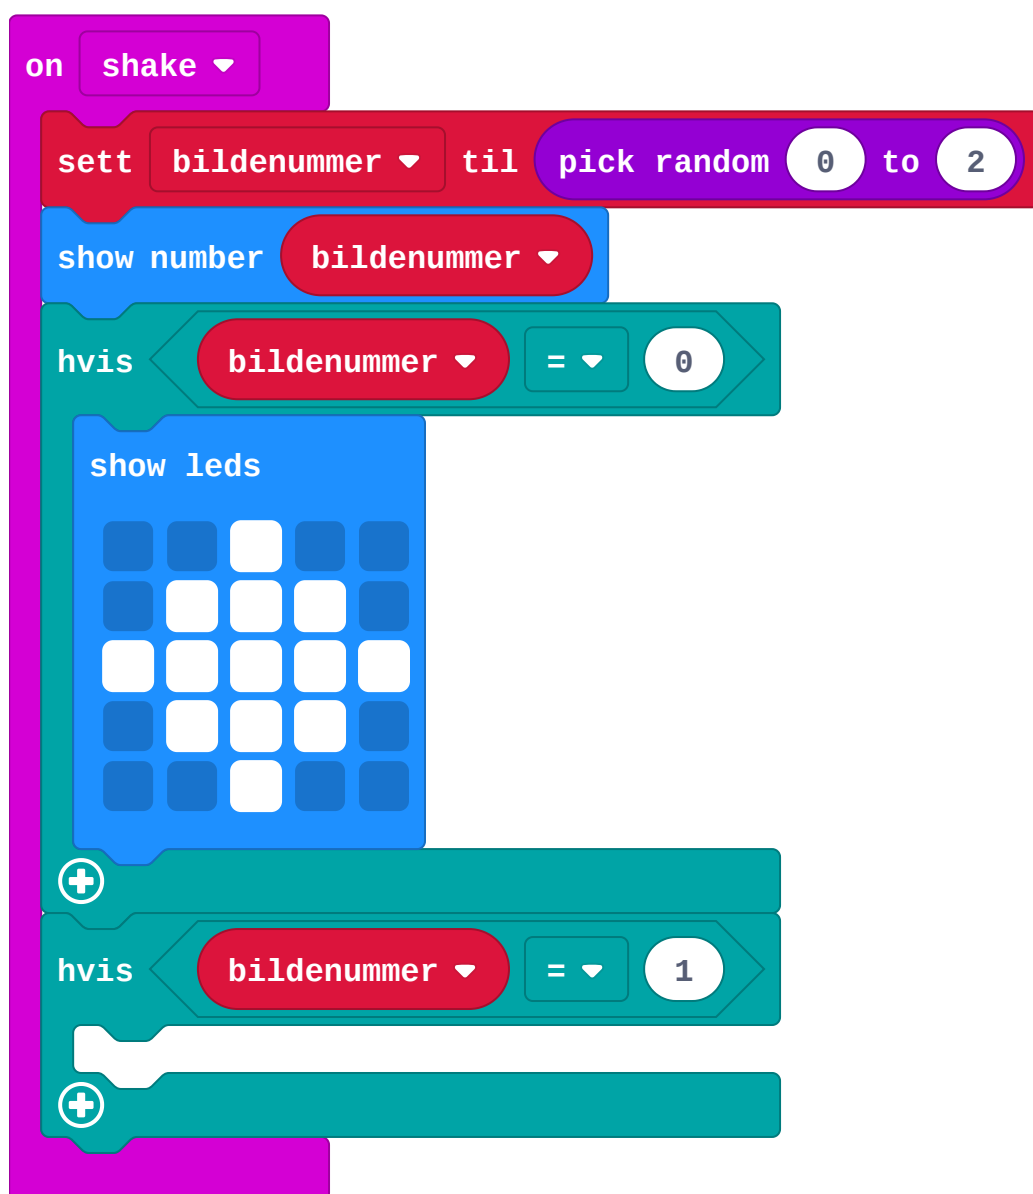 on shake
sett bildenummer til pick random 0 to 2
show number bildenummer
hvis bildenummer = 0
show leds
hvis bildenummer = 1